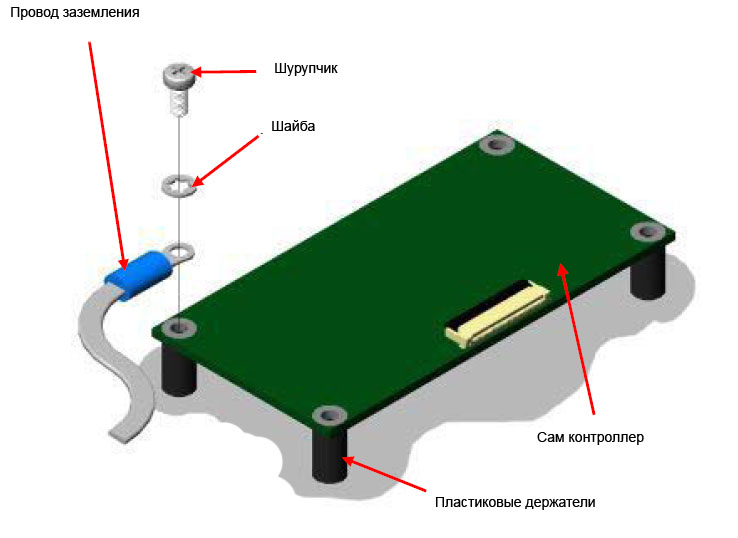 Провод заземления
Шурупчик
Шайба
Сам контроллер
Пластиковые держатели